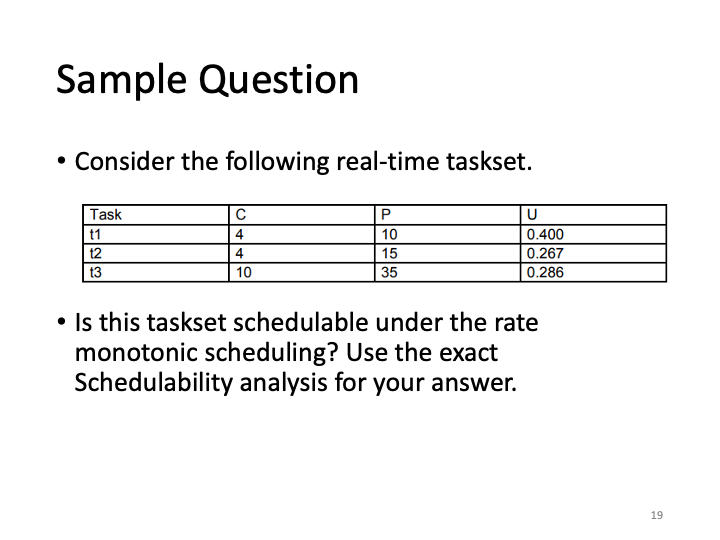 Sample Question
• Consider the following real-time taskset.
Task C P U
t1 4 10 0.400
t2 4 15 0.267
t3 10 35 0.286
• Is this taskset schedulable under the rate
monotonic scheduling? Use the exact
Schedulability analysis for your answer.
19